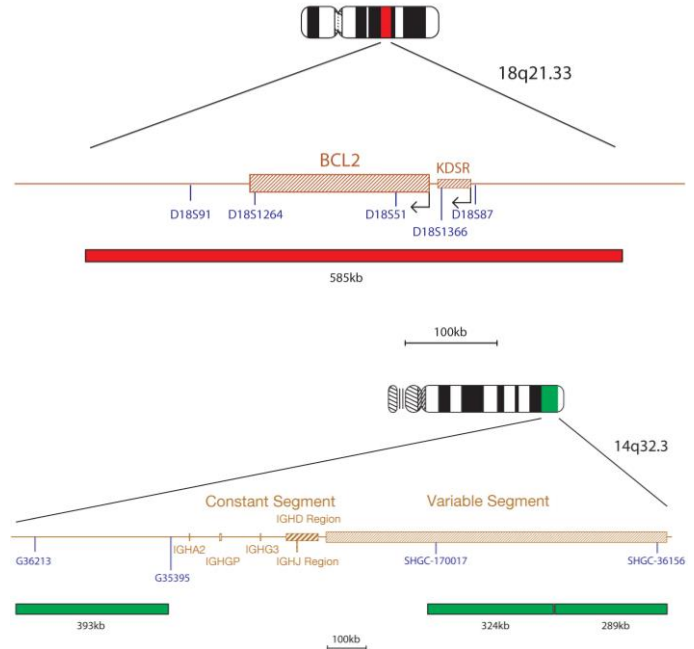 18q21.33
BCL2
KDSR
D18S91
D18S1264
D18S51
D18S87
D18S1366
585kb
100kb
14q32.3
Constant Segment
Variable Segment
IGHD Region
IGHA2
IGHG3
IGHGP
IGHJ Region
G36213
G35395
SHGC-170017
SHGC-36156
393kb
324kb
289kb
100kb